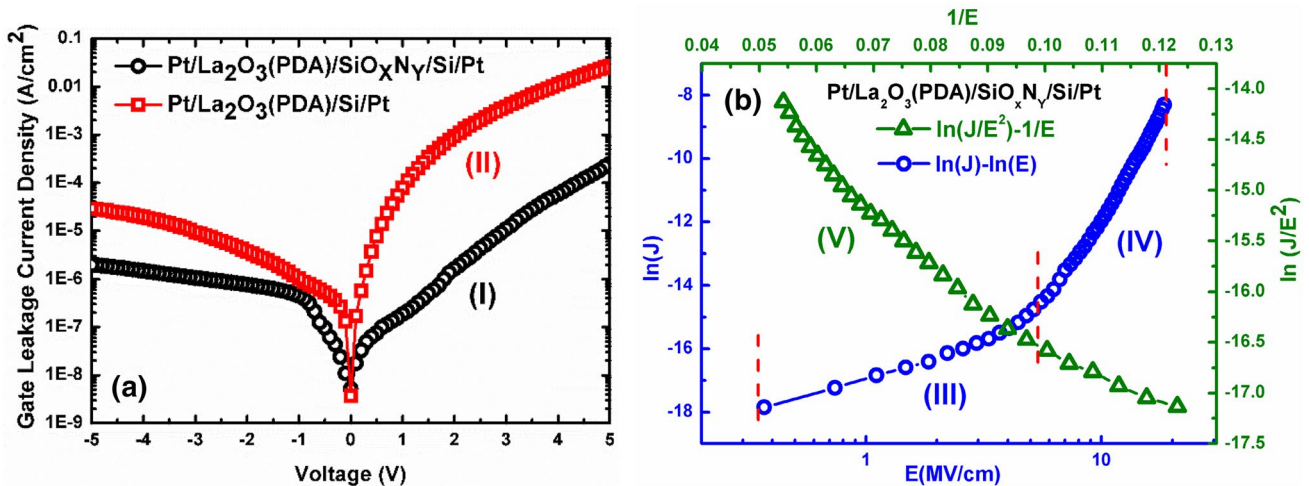 Gate Leakage Current Density (A/cm²)
0.1
0.01
1E-3
1E-4
1E-5
1E-6
1E-7
1E-8
1E-9
Pt/La₂O₃(PDA)/SiOXNY/Si/Pt
Pt/La₂O₃(PDA)/Si/Pt
(II)
(I)
(a)
-5 -4 -3 -2 -1 0 1 2 3 4 5
Voltage (V)
1/E
0.04 0.05 0.06 0.07 0.08 0.09 0.10 0.11 0.12 0.13
(b)
Pt/La₂O₃(PDA)/SiOₓNY/Si/Pt
ln(J/E²)-1/E
ln(J)-ln(E)
(V)
(IV)
(III)
ln(J)
-8
-10
-12
-14
-16
-18
ln (J/E²)
-14.0
-14.5
-15.0
-15.5
-16.0
-16.5
-17.0
-17.5
1 10
E(MV/cm)